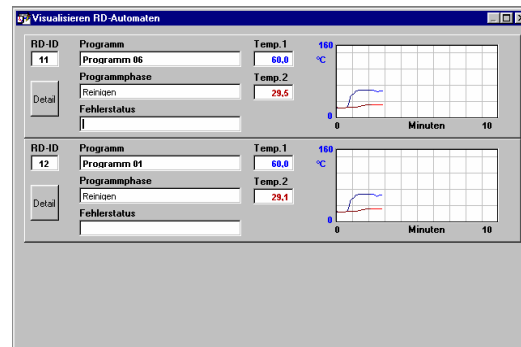 Visualisieren RD-Automaten
RD-ID Programm Temp.1 160
11 Programm 06 60,0 °C
Programmphase Temp.2
Detail Reinigen 29,5
Fehlerstatus 0
0 Minuten 10
RD-ID Programm Temp.1 160
12 Programm 01 60,0 °C
Programmphase Temp.2
Detail Reinigen 29,1
Fehlerstatus 0
0 Minuten 10